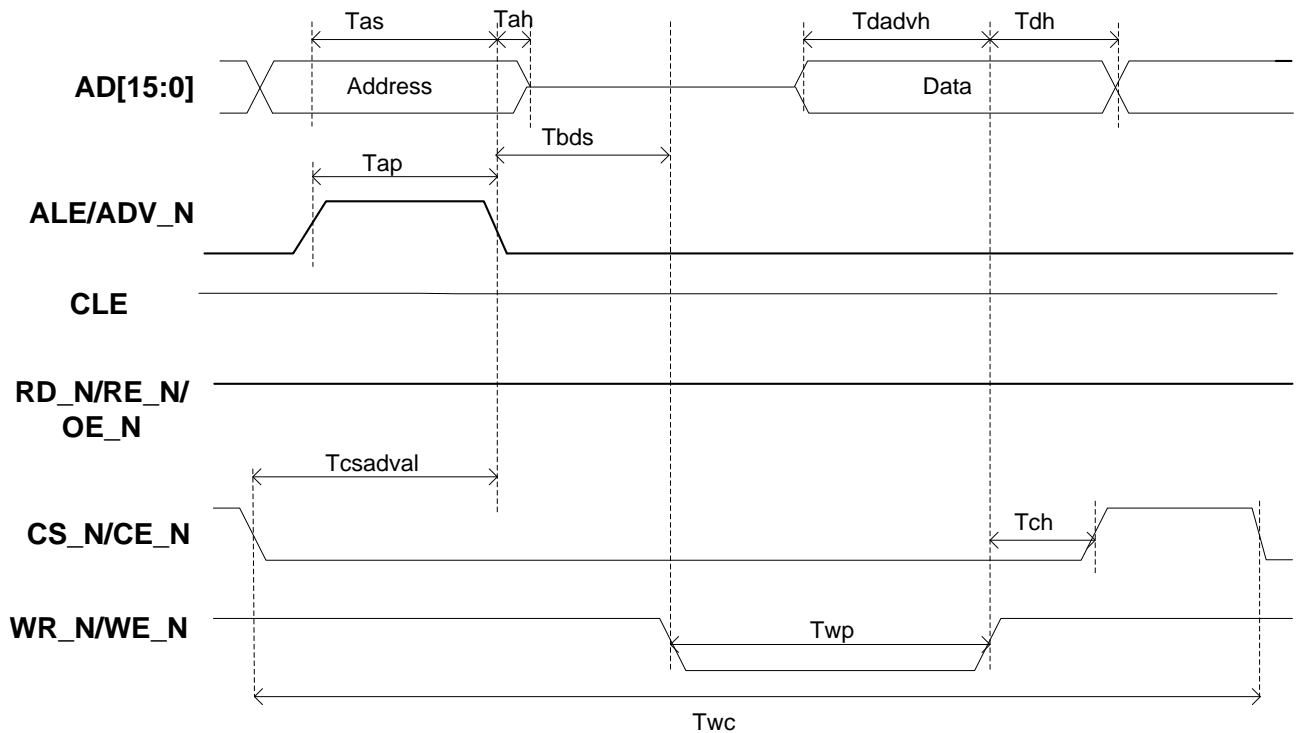 Tas
Tah
Tdadvh
Tdh
AD[15:0]
Address
Data
Tbds
Tap
ALE/ADV_N
CLE
RD_N/RE_N/
OE_N
Tcsadval
CS_N/CE_N
Tch
WR_N/WE_N
Twp
Twc